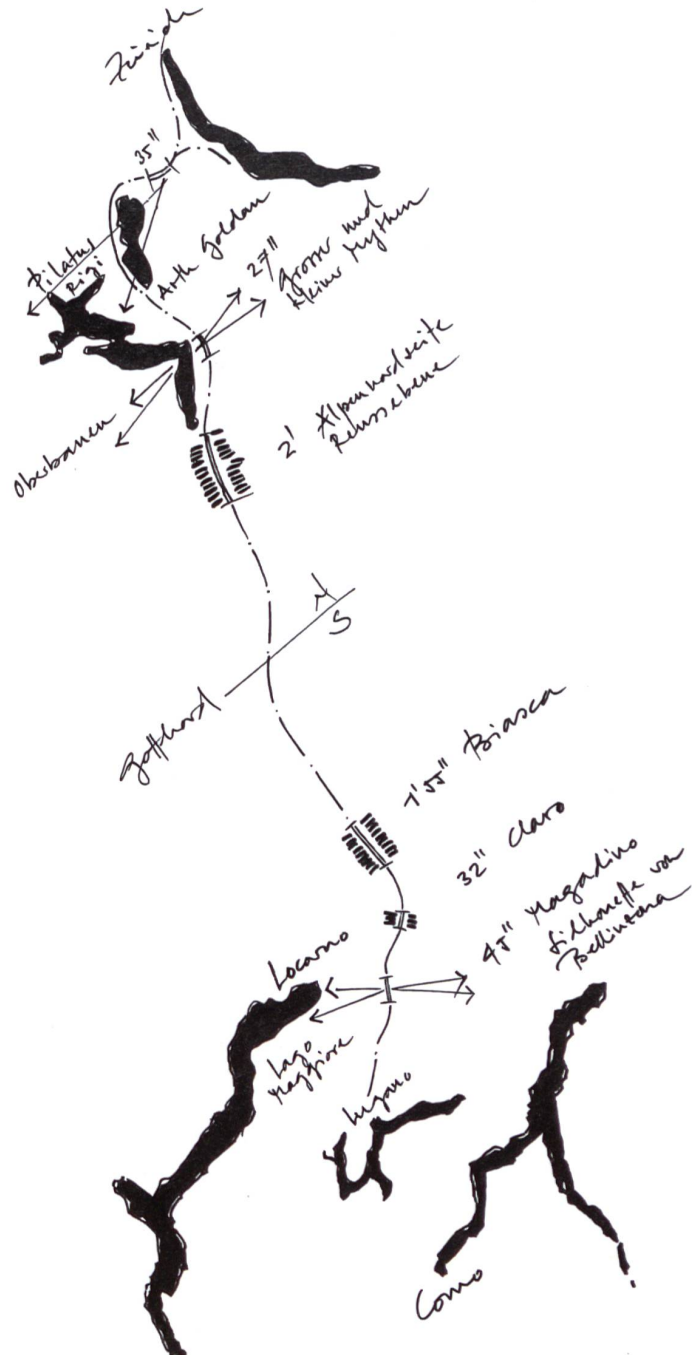 Zürich
35"
Pilatus
Rigi
Arth Goldau
27"
Grosser und
kleiner Mythen
Oberbauen
2' Alpennordseite
Reussebene
N
S
Gotthard
1'55" Biasca
32" Claro
45" Magadino
Silhouette von
Bellinzona
Locarno
Lago
Maggiore
Lugano
Como